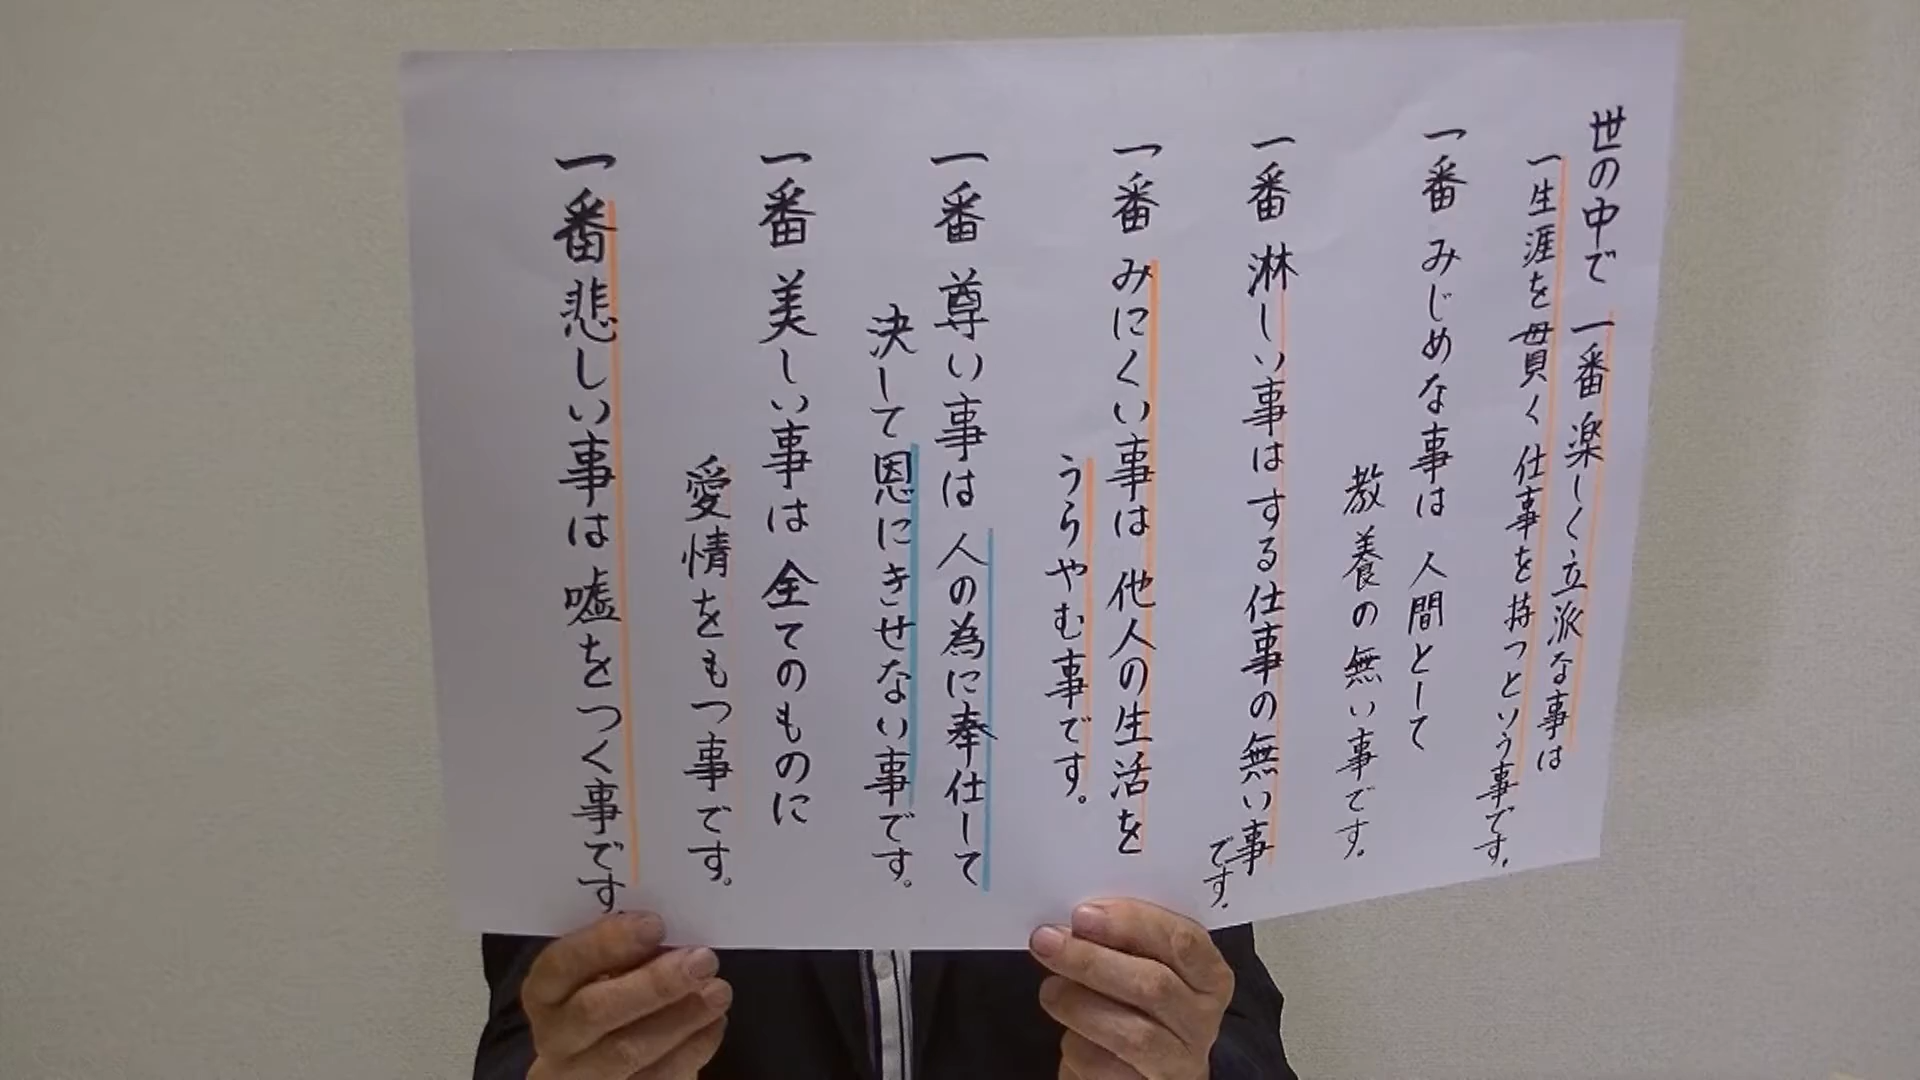 世の中で 一番 楽しく立派な事は
一生涯を貫く仕事を持つという事です。
一番 みじめな事は 人間として
教養の無い事です。
一番 淋しい事は する仕事の無い事
です。
一番 みにくい事は 他人の生活を
うらやむ事です。
一番 尊い事は 人の為に奉仕して
決して恩にきせない事です。
一番 美しい事は 全てのものに
愛情をもつ事です。
一番 悲しい事は 嘘をつく事です。